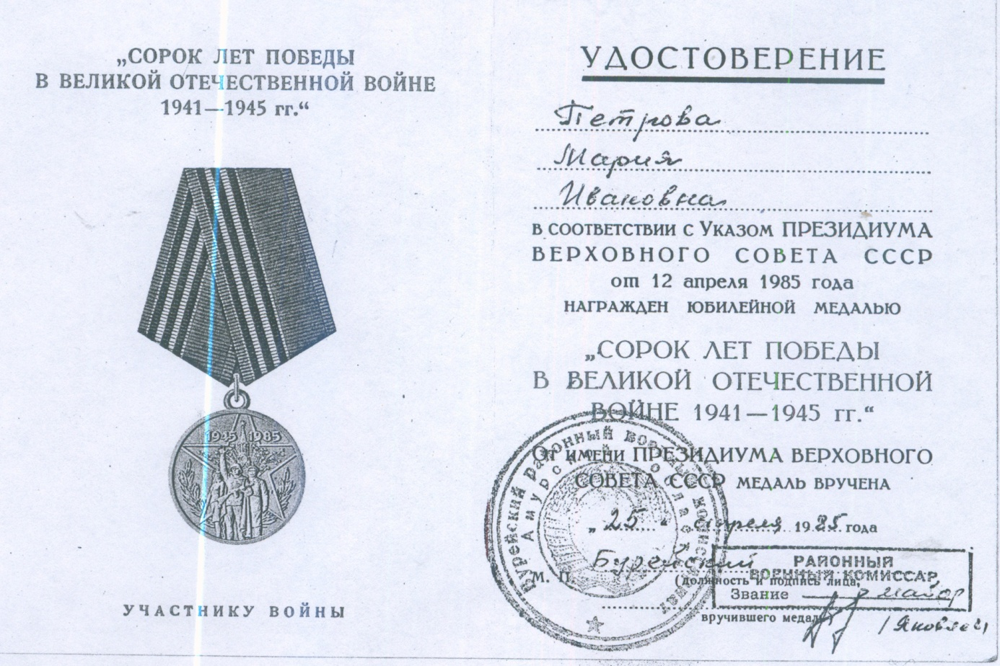 „СОРОК ЛЕТ ПОБЕДЫ
В ВЕЛИКОЙ ОТЕЧЕСТВЕННОЙ ВОЙНЕ
1941—1945 гг.“
1945 1985
УЧАСТНИКУ ВОЙНЫ
УДОСТОВЕРЕНИЕ
Петрова
Мария
Ивановна
В СООТВЕТСТВИИ С УКАЗОМ ПРЕЗИДИУМА
ВЕРХОВНОГО СОВЕТА СССР
от 12 апреля 1985 года
НАГРАЖДЕН ЮБИЛЕЙНОЙ МЕДАЛЬЮ
„СОРОК ЛЕТ ПОБЕДЫ
В ВЕЛИКОЙ ОТЕЧЕСТВЕННОЙ
ВОЙНЕ 1941—1945 гг.“
ОТ ИМЕНИ ПРЕЗИДИУМА ВЕРХОВНОГО
СОВЕТА СССР МЕДАЛЬ ВРУЧЕНА
„25“ апреля 1985 года
Бурейский
М. П.
(должность и подпись лица,
вручившего медаль)
РАЙОННЫЙ
ВОЕННЫЙ КОМИССАР
Звание майор
Бурейский районный военный комиссариат
Амурской области